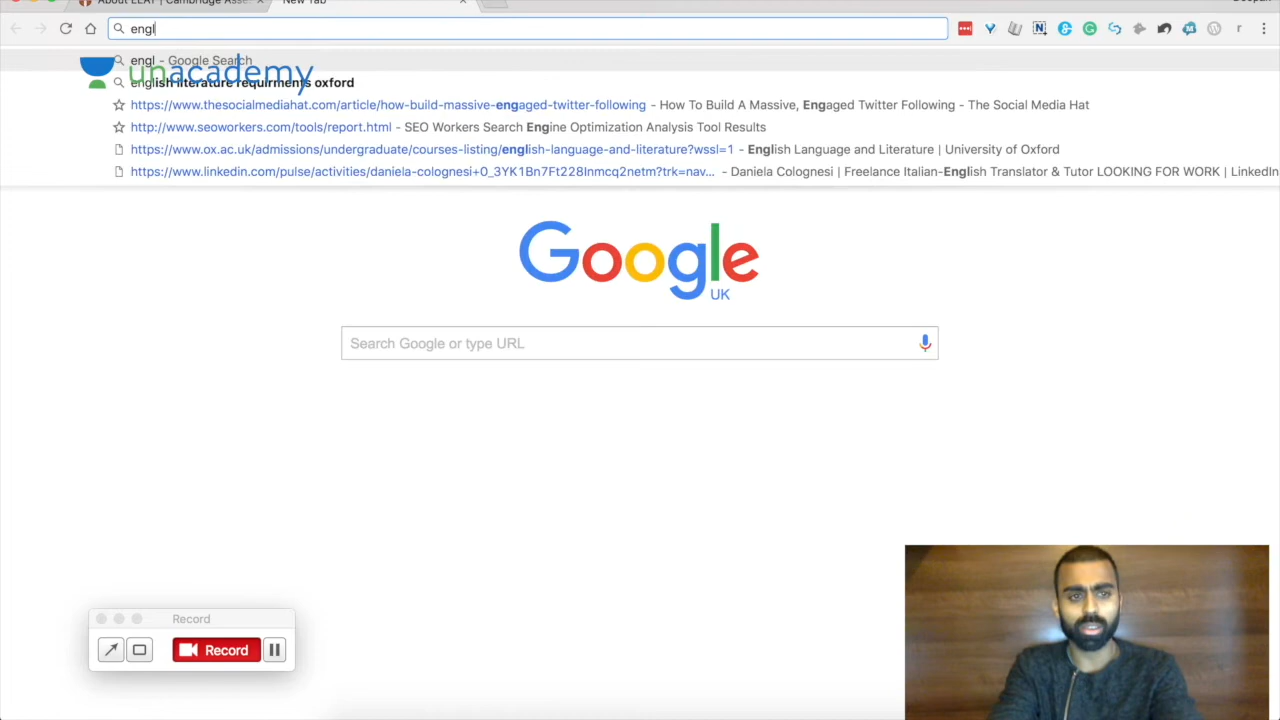 About ELAT | Cambridge Asse
New Tab
engl
engl - Google Search
unacademy
english literature requirments oxford
https://www.thesocialmediahat.com/article/how-build-massive-engaged-twitter-following - How To Build A Massive, Engaged Twitter Following - The Social Media Hat
http://www.seoworkers.com/tools/report.html - SEO Workers Search Engine Optimization Analysis Tool Results
https://www.ox.ac.uk/admissions/undergraduate/courses-listing/english-language-and-literature?wssl=1 - English Language and Literature | University of Oxford
https://www.linkedin.com/pulse/activities/daniela-colognesi+0_3YK1Bn7Ft228Inmcq2netm?trk=nav... - Daniela Colognesi | Freelance Italian-English Translator & Tutor LOOKING FOR WORK | LinkedIn
Google
UK
Search Google or type URL
Record
Record